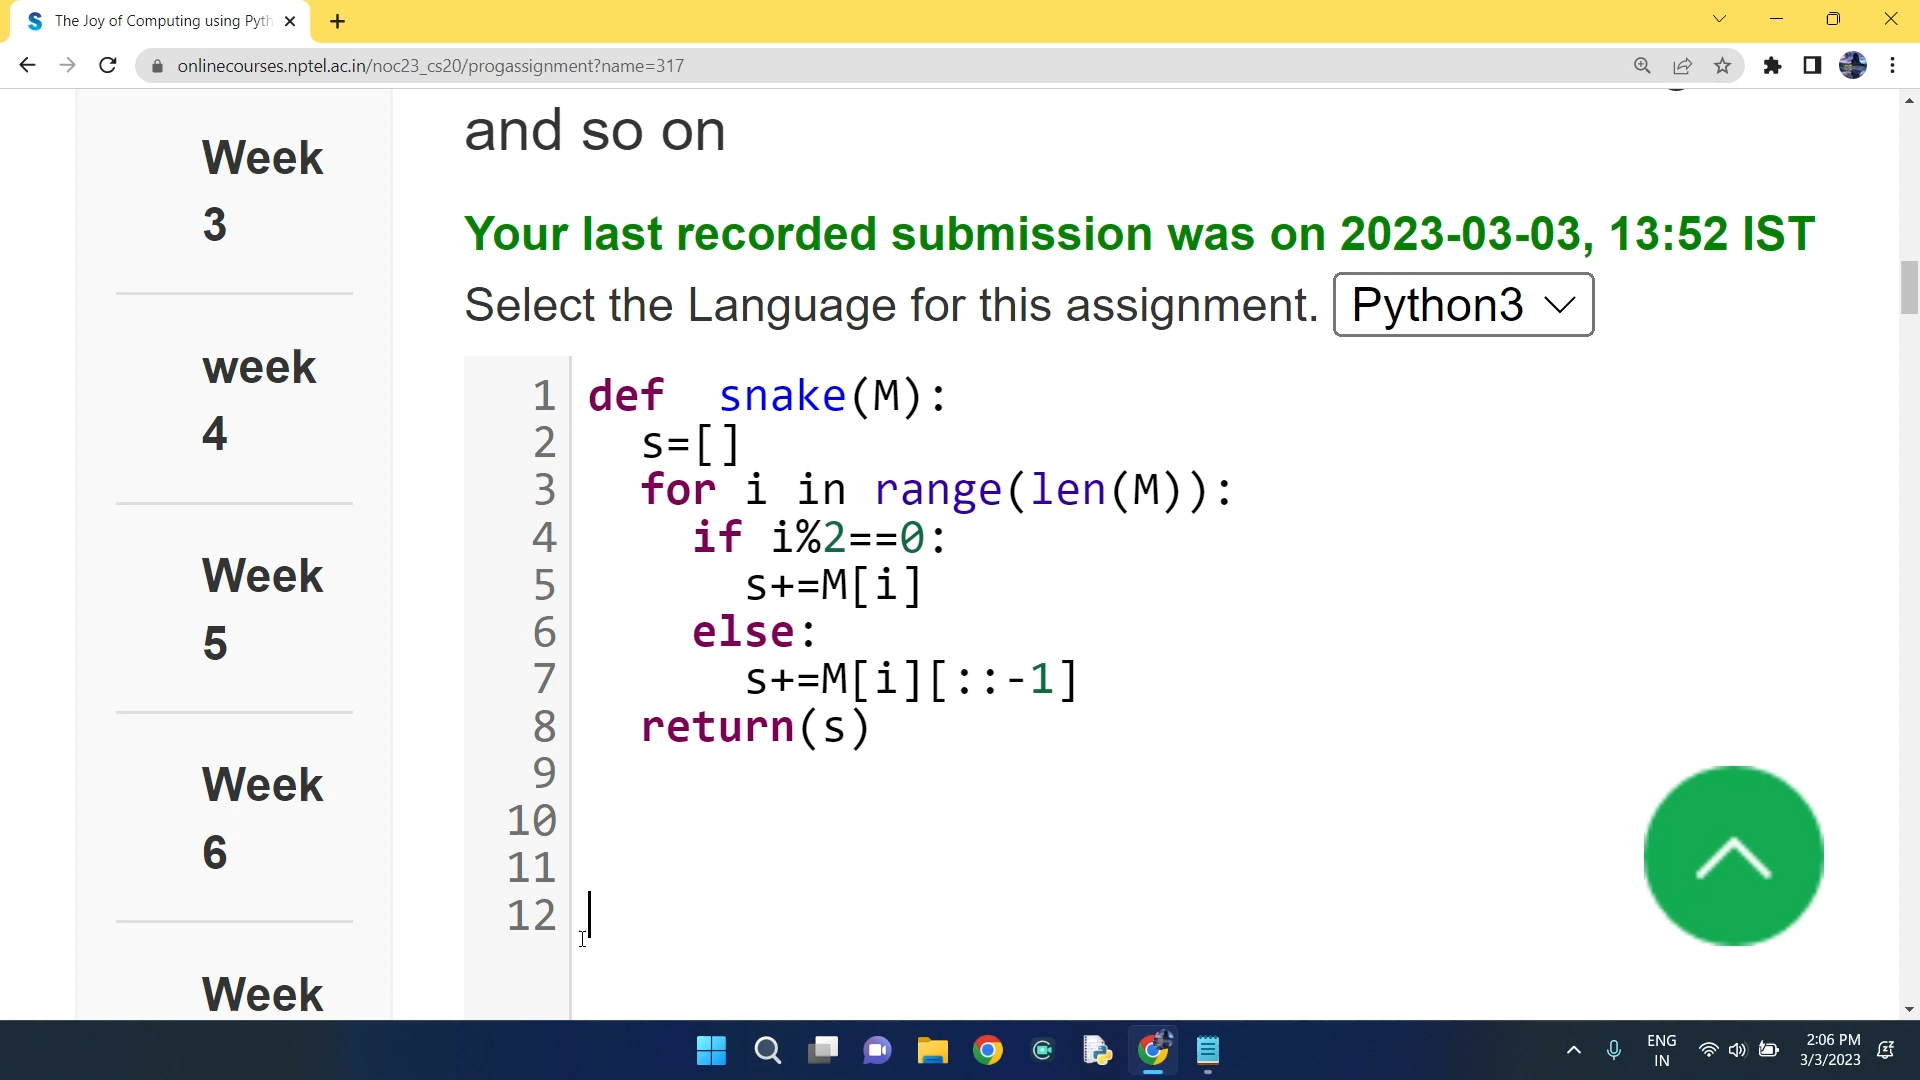 The Joy of Computing using Pyth
onlinecourses.nptel.ac.in/noc23_cs20/progassignment?name=317
Week
3
week
4
Week
5
Week
6
Week
and so on
Your last recorded submission was on 2023-03-03, 13:52 IST
Select the Language for this assignment. Python3
1 def  snake(M):
2   s=[]
3   for i in range(len(M)):
4     if i%2==0:
5       s+=M[i]
6     else:
7       s+=M[i][::-1]
8   return(s)
9
10
11
12
ENG
IN
2:06 PM
3/3/2023